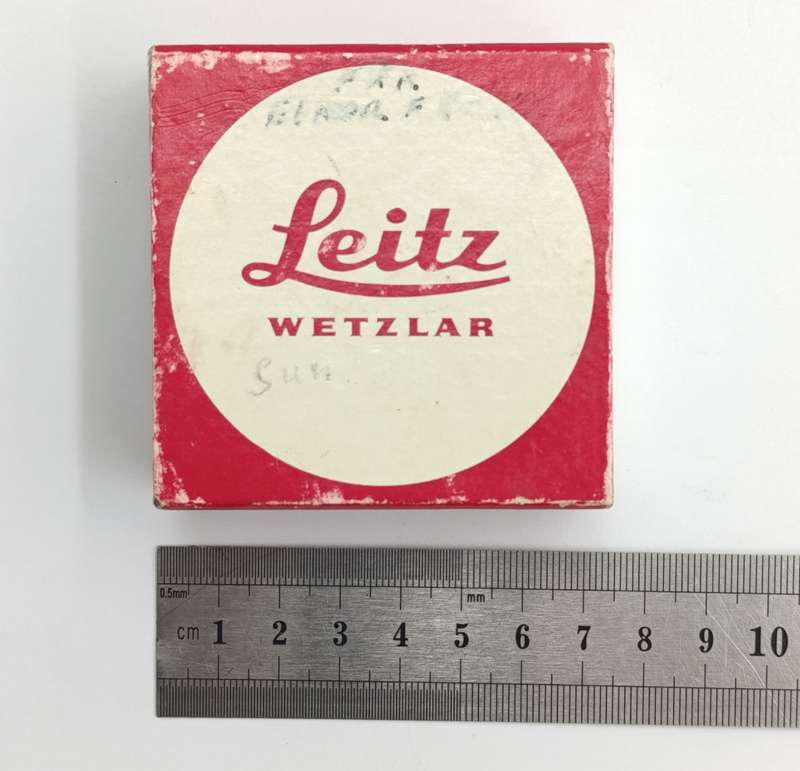 Leitz
WETZLAR
Sun
0.5mm mm
cm 1 2 3 4 5 6 7 8 9 10